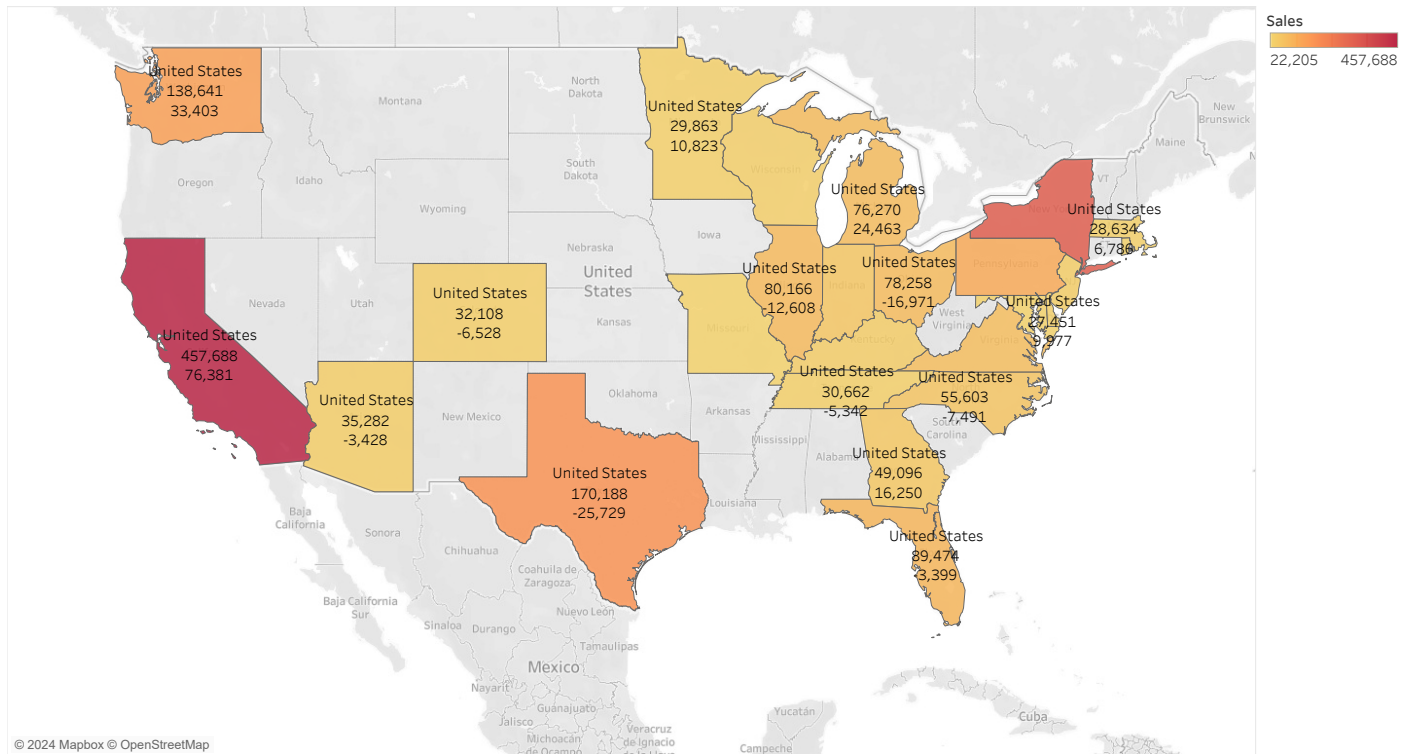 Sales
22,205 457,688
New Brunswick
Maine
VT
North Dakota
Montana
United States
138,641
33,403
United States
29,863
10,823
Wisconsin
South Dakota
Oregon
Idaho
Wyoming
United States
76,270
24,463
New York
United States
28,634
6,786
Iowa
Nebraska
United States
United States
80,166
-12,608
Indiana
United States
78,258
-16,971
Pennsylvania
Nevada
Utah
United States
32,108
-6,528
Kansas
Missouri
West Virginia
Virginia
United States
27,451
9,977
Kentucky
United States
457,688
76,381
United States
35,282
-3,428
New Mexico
Oklahoma
Arkansas
United States
30,662
-5,342
United States
55,603
-7,491
South Carolina
Mississippi
Alabama
United States
49,096
16,250
United States
170,188
-25,729
Louisiana
United States
89,474
-3,399
Baja California
Sonora
Chihuahua
Coahuila de Zaragoza
Baja California Sur
Nuevo León
Sinaloa
Durango
Tamaulipas
Mexico
Nayarit
Guanajuato
Jalisco
Michoacán de Ocampo
Veracruz de Ignacio
Yucatán
Campeche
Cuba
© 2024 Mapbox © OpenStreetMap